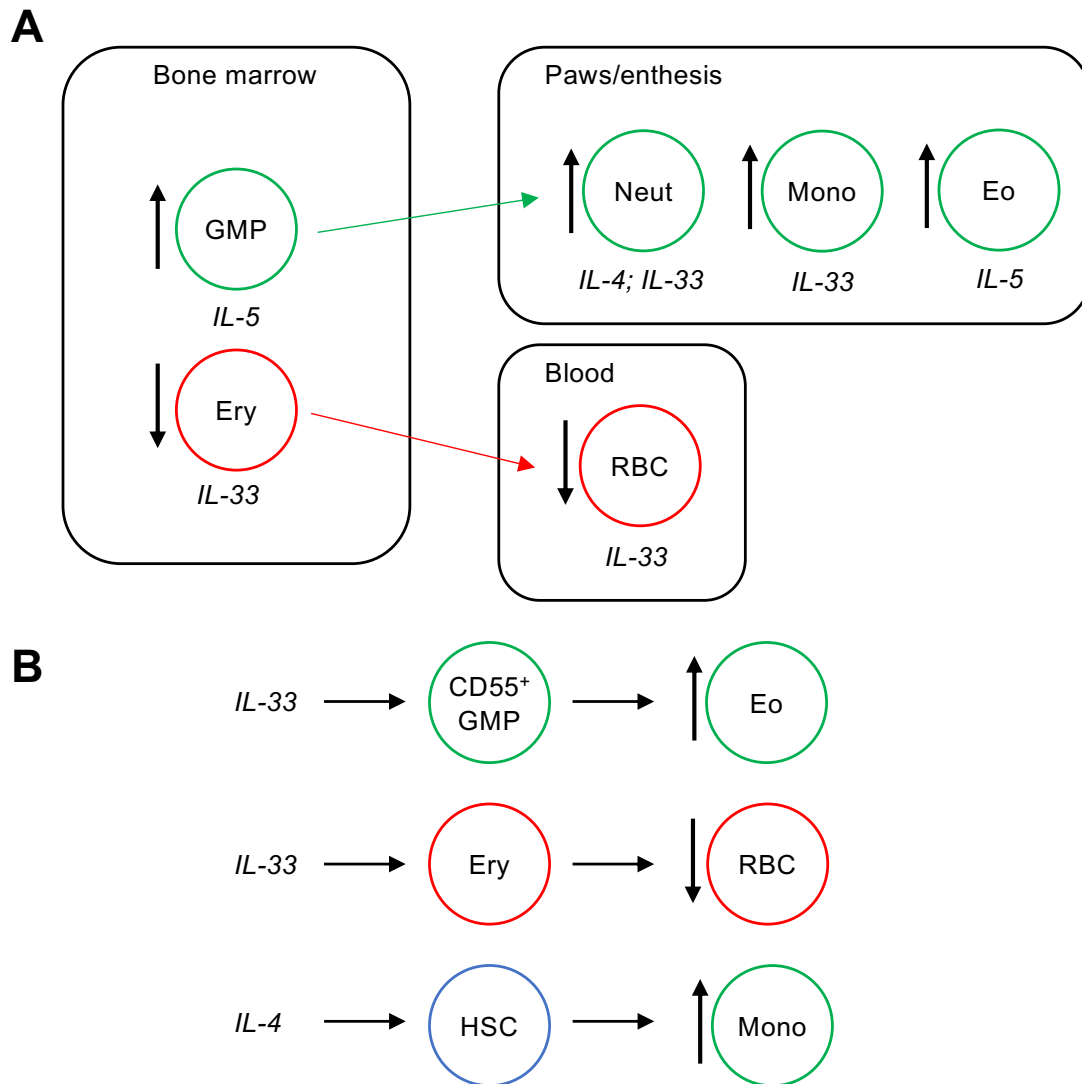 A
Bone marrow
GMP
IL-5
Ery
IL-33
Paws/enthesis
Neut
IL-4; IL-33
Mono
IL-33
Eo
IL-5
Blood
RBC
IL-33
B
IL-33
CD55⁺
GMP
Eo
IL-33
Ery
RBC
IL-4
HSC
Mono